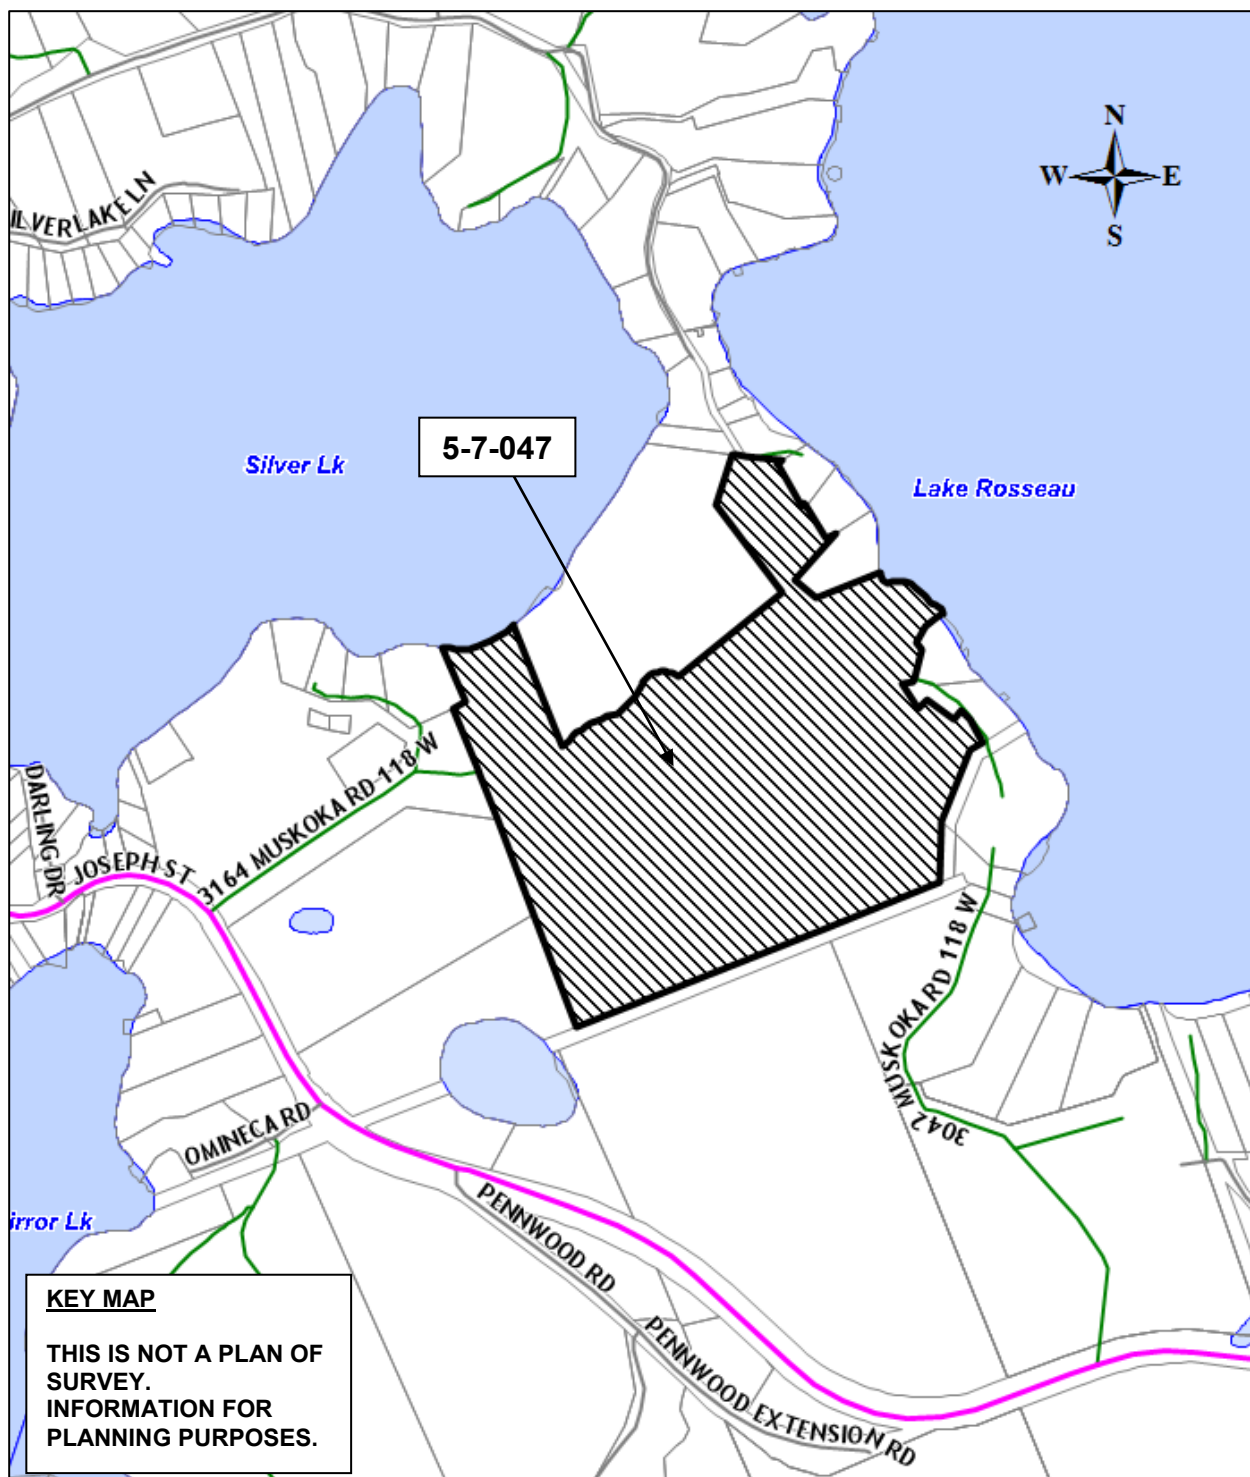 N
W E
S
ILVERLAKE LN
5-7-047
Silver Lk
Lake Rosseau
DARLING DR
JOSEPH ST
3164 MUSKOKA RD 118 W
3042 MUSKOKA RD 118 W
OMINECA RD
PENNWOOD RD
irror Lk
PENNWOOD EXTENSION RD
KEY MAP
THIS IS NOT A PLAN OF
SURVEY.
INFORMATION FOR
PLANNING PURPOSES.